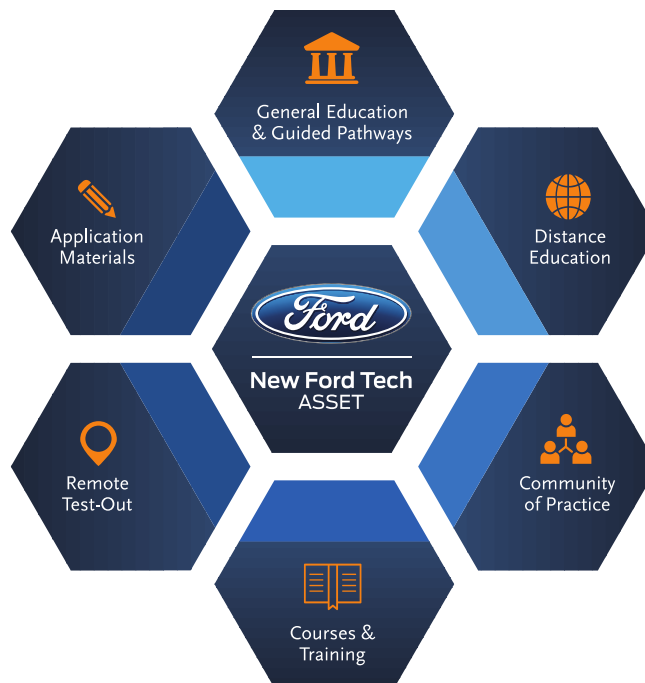 General Education
& Guided Pathways
Application
Materials
Distance
Education
Ford
New Ford Tech
ASSET
Remote
Test-Out
Community
of Practice
Courses &
Training